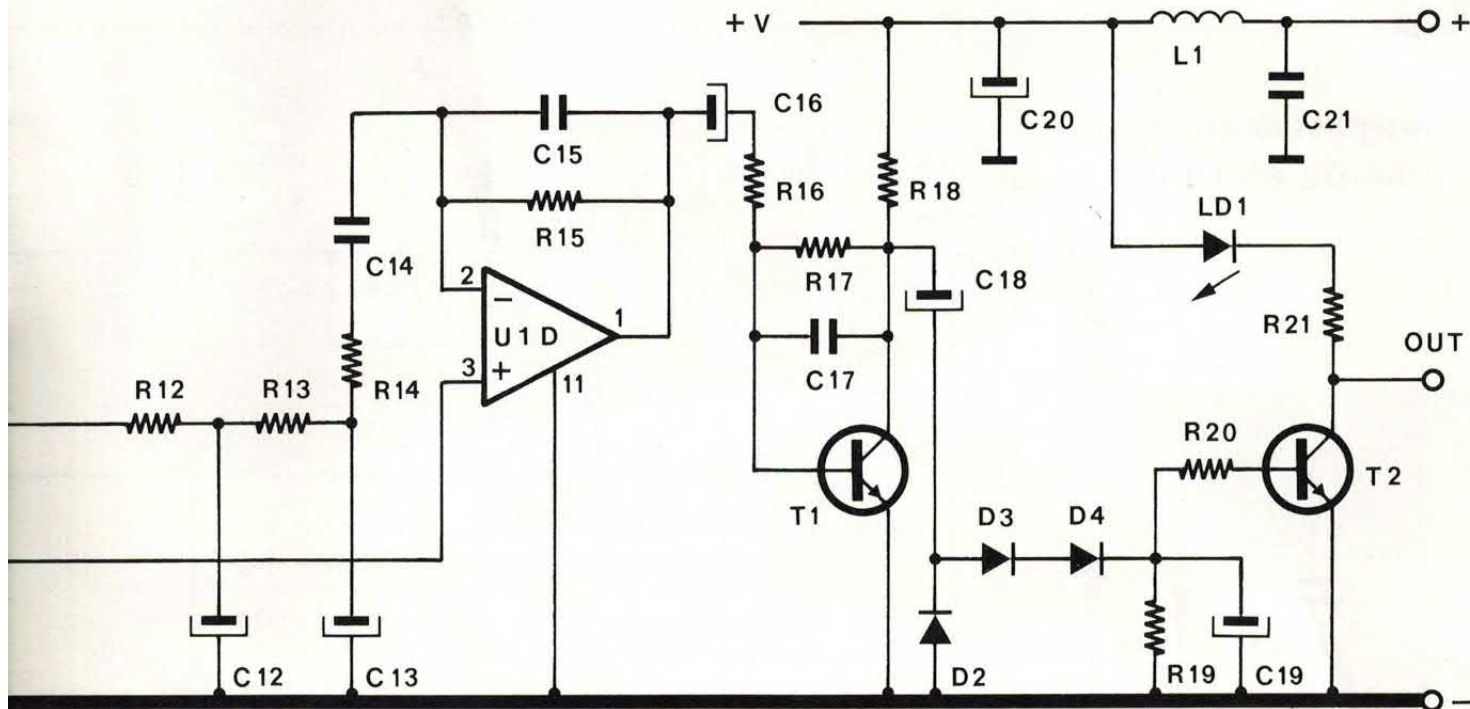 + V
+
L1
C16
C20
C21
C15
R16
R18
LD1
R15
C14
R17
C18
2
−
1
U1D
R21
OUT
3
+
11
C17
R12
R13
R14
R20
T1
T2
D3
D4
C12
C13
D2
R19
C19
−